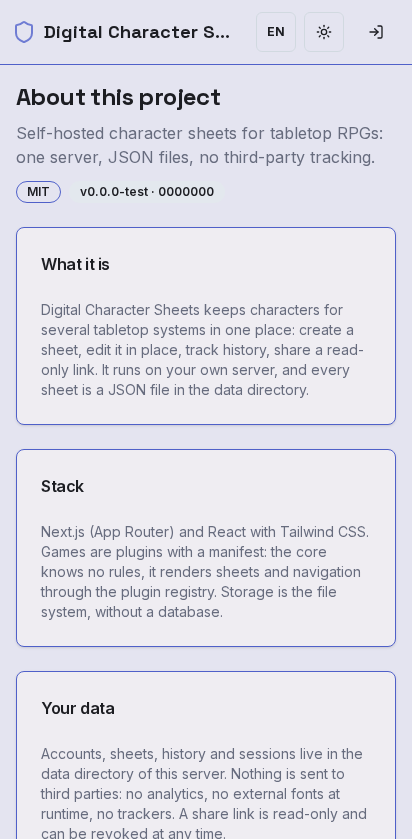 Digital Character S...
EN
About this project
Self-hosted character sheets for tabletop RPGs:
one server, JSON files, no third-party tracking.
MIT
v0.0.0-test · 0000000
What it is
Digital Character Sheets keeps characters for
several tabletop systems in one place: create a
sheet, edit it in place, track history, share a read-
only link. It runs on your own server, and every
sheet is a JSON file in the data directory.
Stack
Next.js (App Router) and React with Tailwind CSS.
Games are plugins with a manifest: the core
knows no rules, it renders sheets and navigation
through the plugin registry. Storage is the file
system, without a database.
Your data
Accounts, sheets, history and sessions live in the
data directory of this server. Nothing is sent to
third parties: no analytics, no external fonts at
runtime, no trackers. A share link is read-only and
can be revoked at any time.